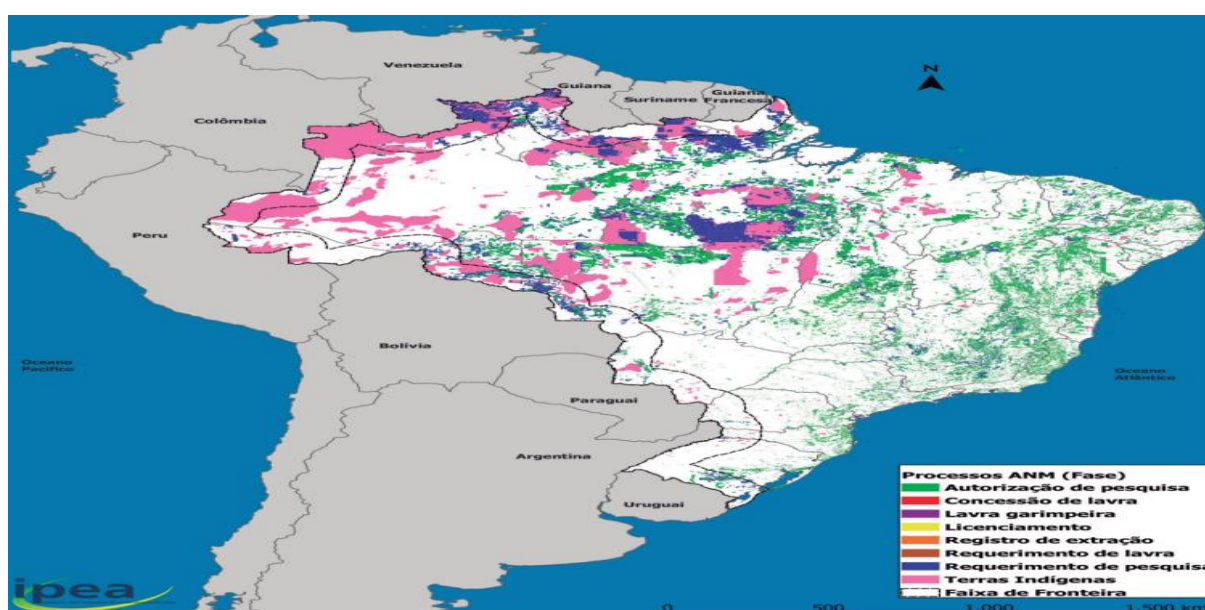 Venezuela
N
Guiana
Suriname
Guiana
Francesa
Colômbia
Peru
Bolívia
Oceano
Pacífico
Oceano
Atlântico
Paraguai
Argentina
Uruguai
Processos ANM (Fase)
Autorização de pesquisa
Concessão de lavra
Lavra garimpeira
Licenciamento
Registro de extração
Requerimento de lavra
Requerimento de pesquisa
Terras Indígenas
Faixa de Fronteira
ipea
0 500 1.000 1.500 km